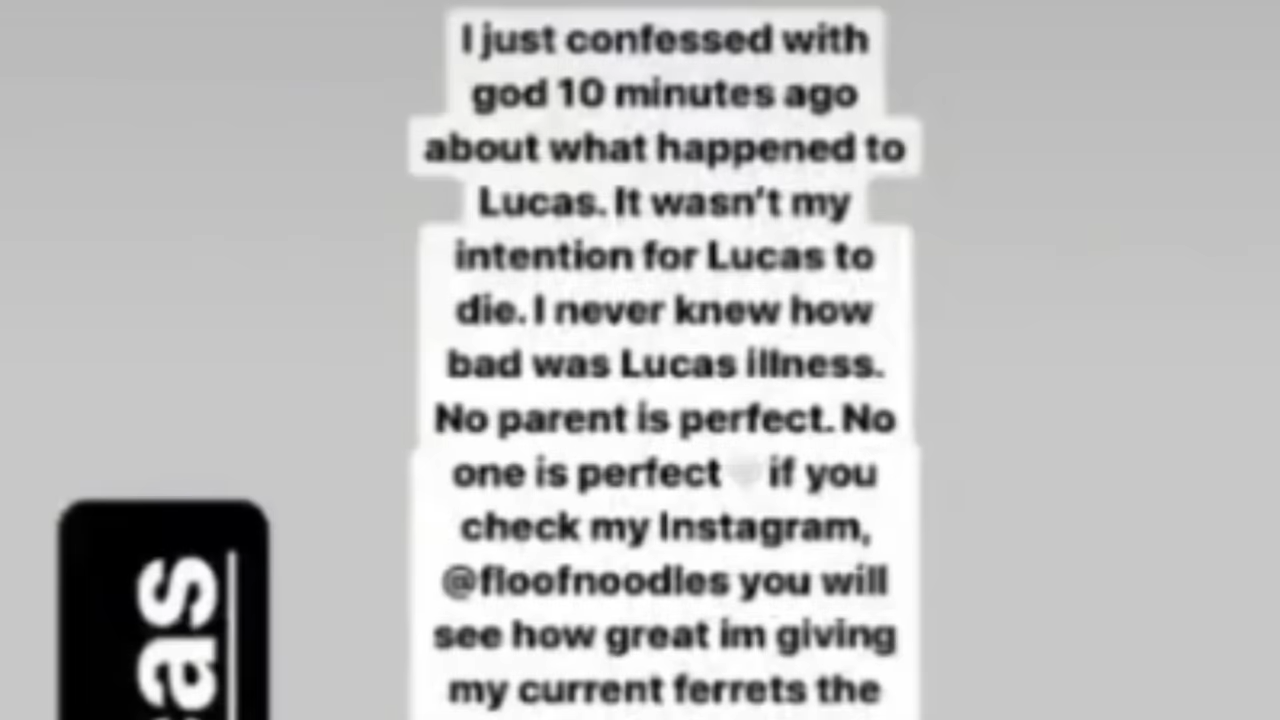 I just confessed with
god 10 minutes ago
about what happened to
Lucas. It wasn't my
intention for Lucas to
die. I never knew how
bad was Lucas illness.
No parent is perfect. No
one is perfect🤍 if you
check my Instagram,
@floofnoodles you will
see how great im giving
my current ferrets the
as